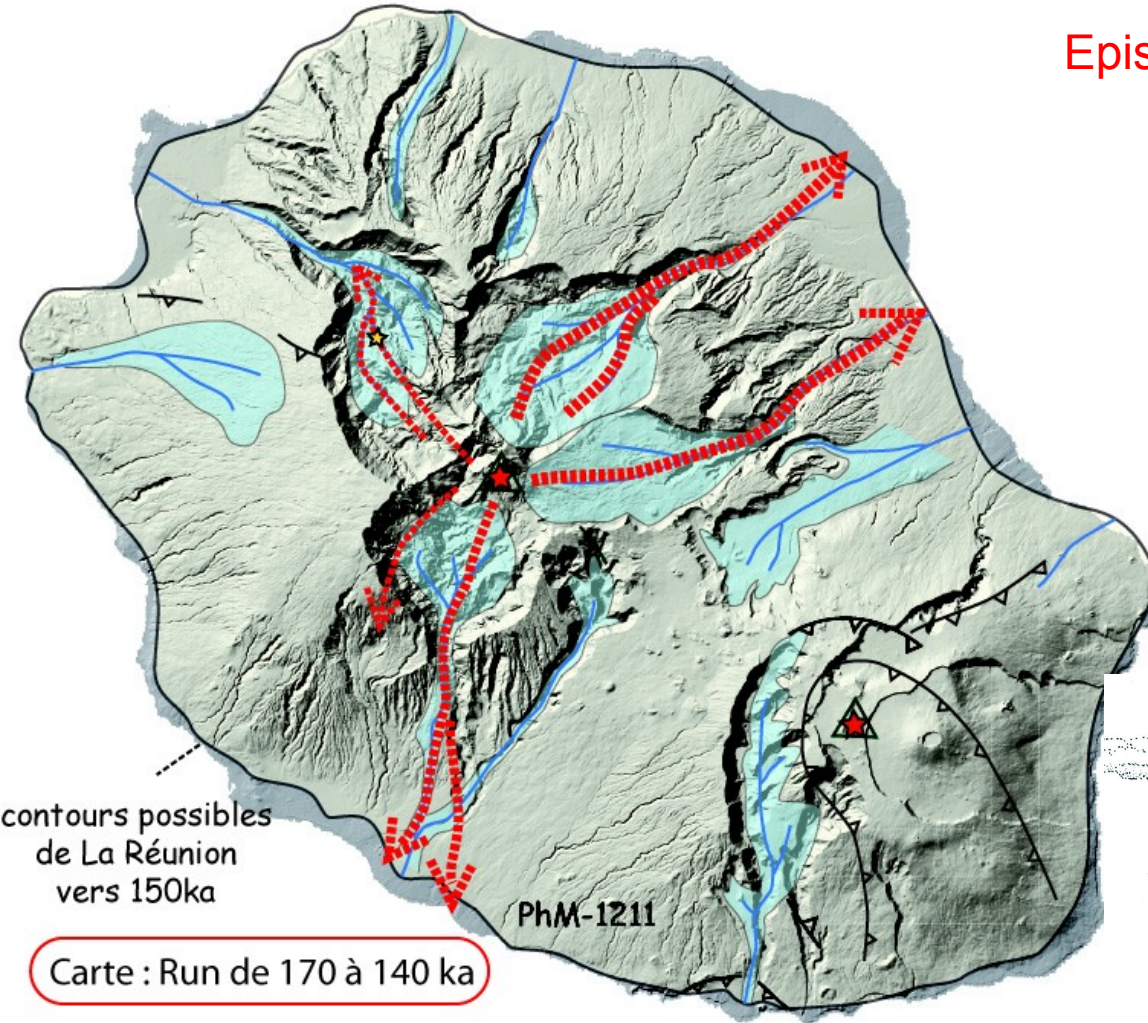 Epis
contours possibles
de La Réunion
vers 150ka
PhM-1211
Carte : Run de 170 à 140 ka